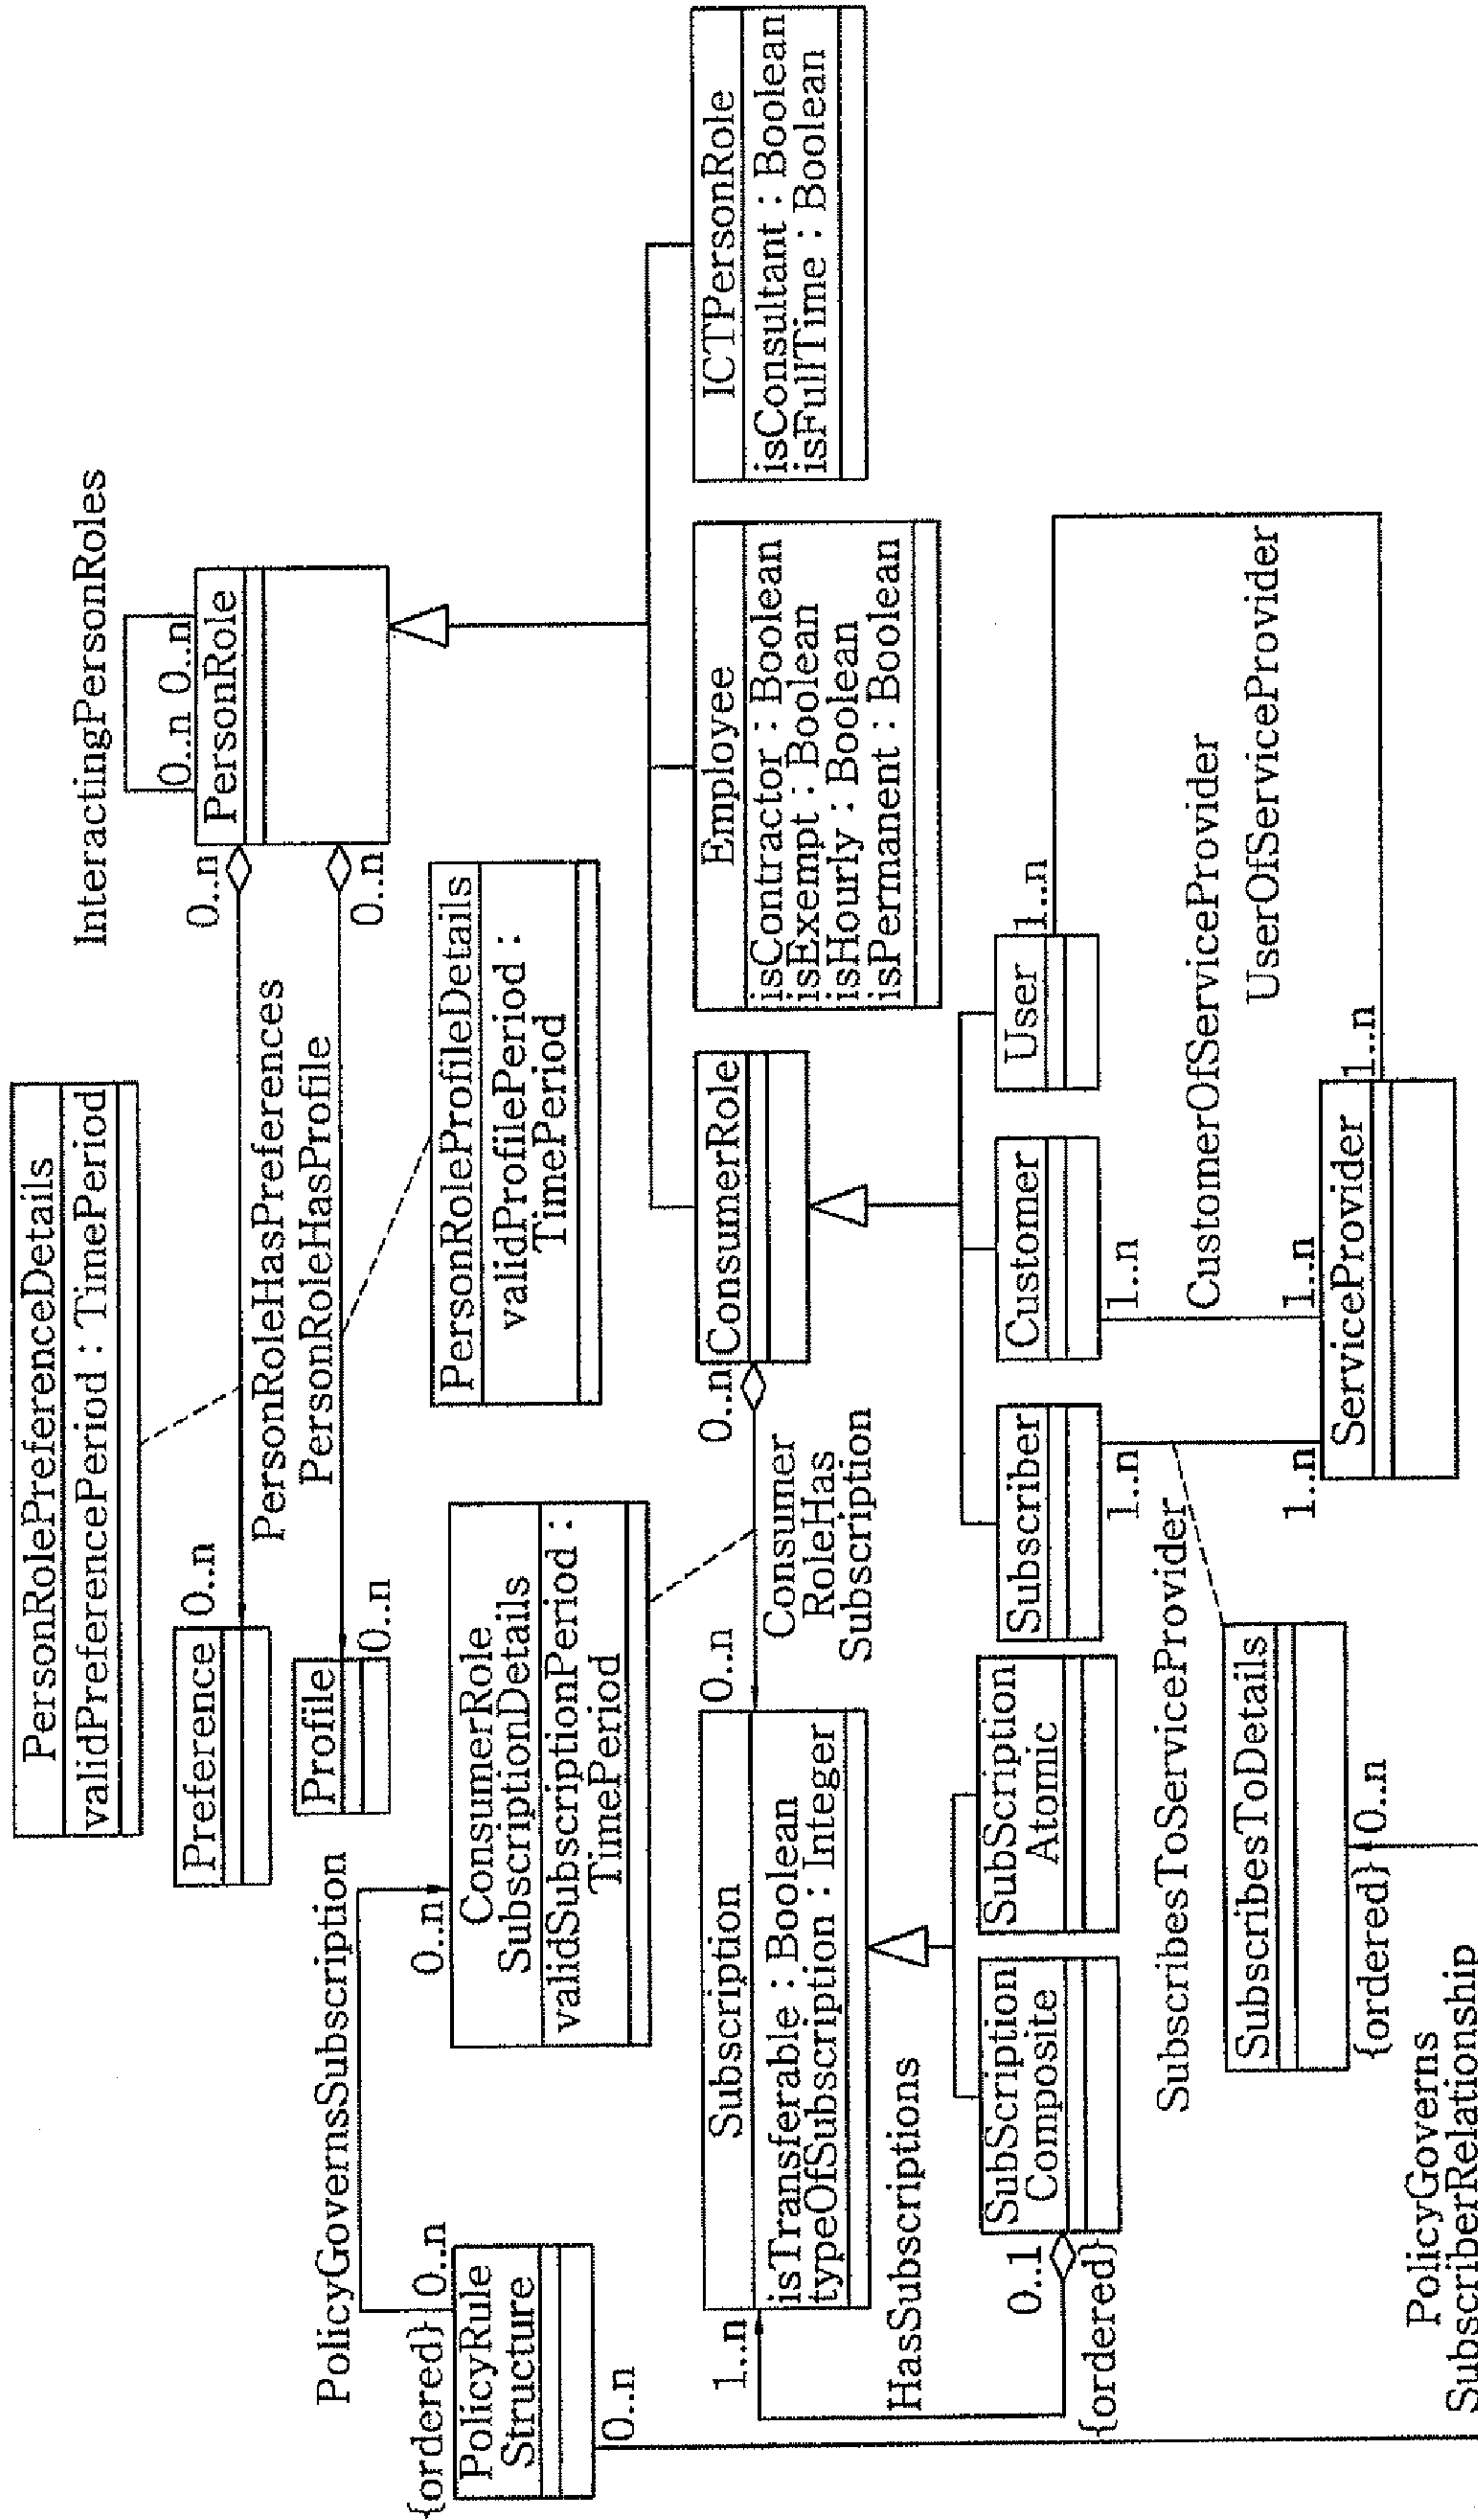 InteractingPersonRoles
0..n 0..n
PersonRole
0..n
0..n
PersonRolePreferenceDetails
validPreferencePeriod : TimePeriod
PersonRoleHasPreferences
PersonRoleHasProfile
Preference
0..n
Profile
0..n
PersonRoleProfileDetails
validProfilePeriod :
TimePeriod
PolicyGovernsSubscription
{ordered}
0..n
PolicyRule
Structure
0..n
0..n
ConsumerRole
SubscriptionDetails
validSubscriptionPeriod :
TimePeriod
Subscription
isTransferable : Boolean
typeOfSubscription : Integer
0..n
1..n
Consumer
RoleHas
Subscription
0..n
ConsumerRole
Employee
isContractor : Boolean
isExempt : Boolean
isHourly : Boolean
isPermanent : Boolean
ICTPersonRole
isConsultant : Boolean
isFullTime : Boolean
HasSubscriptions
0..1
{ordered}
SubScription
Composite
SubScription
Atomic
Subscriber
1..n
Customer
1..n
User
1..n
SubscribesToServiceProvider
CustomerOfServiceProvider
UserOfServiceProvider
1..n
1..n
1..n
ServiceProvider
SubscribesToDetails
{ordered}
0..n
PolicyGoverns
SubscriberRelationship